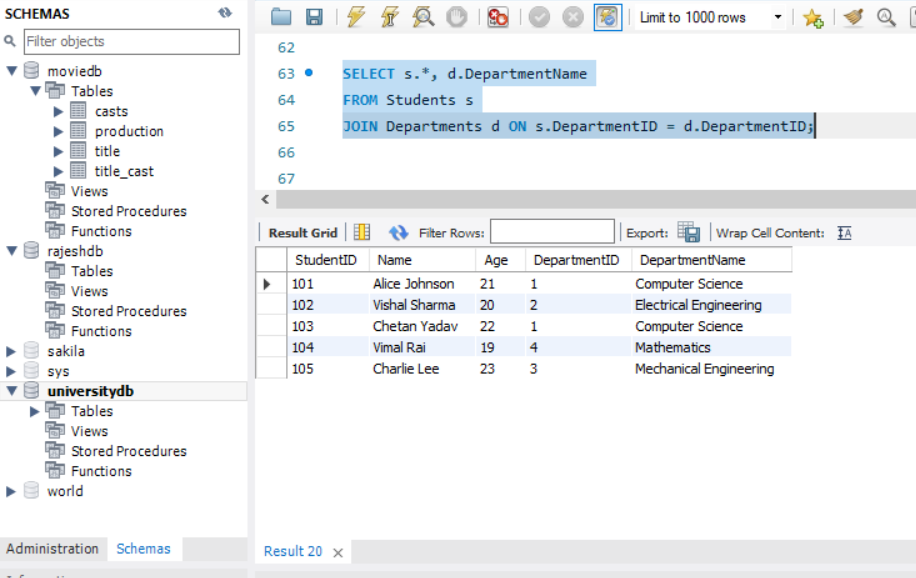 SCHEMAS
Filter objects
moviedb
Tables
casts
production
title
title_cast
Views
Stored Procedures
Functions
rajeshdb
Tables
Views
Stored Procedures
Functions
sakila
sys
universitydb
Tables
Views
Stored Procedures
Functions
world
Administration Schemas
Limit to 1000 rows
62
63 SELECT s.*, d.DepartmentName
64 FROM Students s
65 JOIN Departments d ON s.DepartmentID = d.DepartmentID;
66
67
Result Grid Filter Rows: Export: Wrap Cell Content:
StudentID Name Age DepartmentID DepartmentName
101 Alice Johnson 21 1 Computer Science
102 Vishal Sharma 20 2 Electrical Engineering
103 Chetan Yadav 22 1 Computer Science
104 Vimal Rai 19 4 Mathematics
105 Charlie Lee 23 3 Mechanical Engineering
Result 20